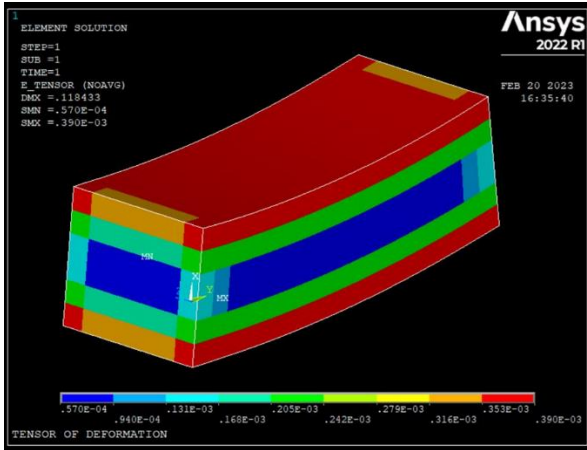 1
ELEMENT SOLUTION
STEP=1
SUB =1
TIME=1
E_TENSOR (NOAVG)
DMX =.118433
SMN =.570E-04
SMX =.390E-03
Ansys
2022 R1
FEB 20 2023
16:35:40
MN
X
Y
MX
.570E-04 .131E-03 .205E-03 .279E-03 .353E-03
.940E-04 .168E-03 .242E-03 .316E-03 .390E-03
TENSOR OF DEFORMATION